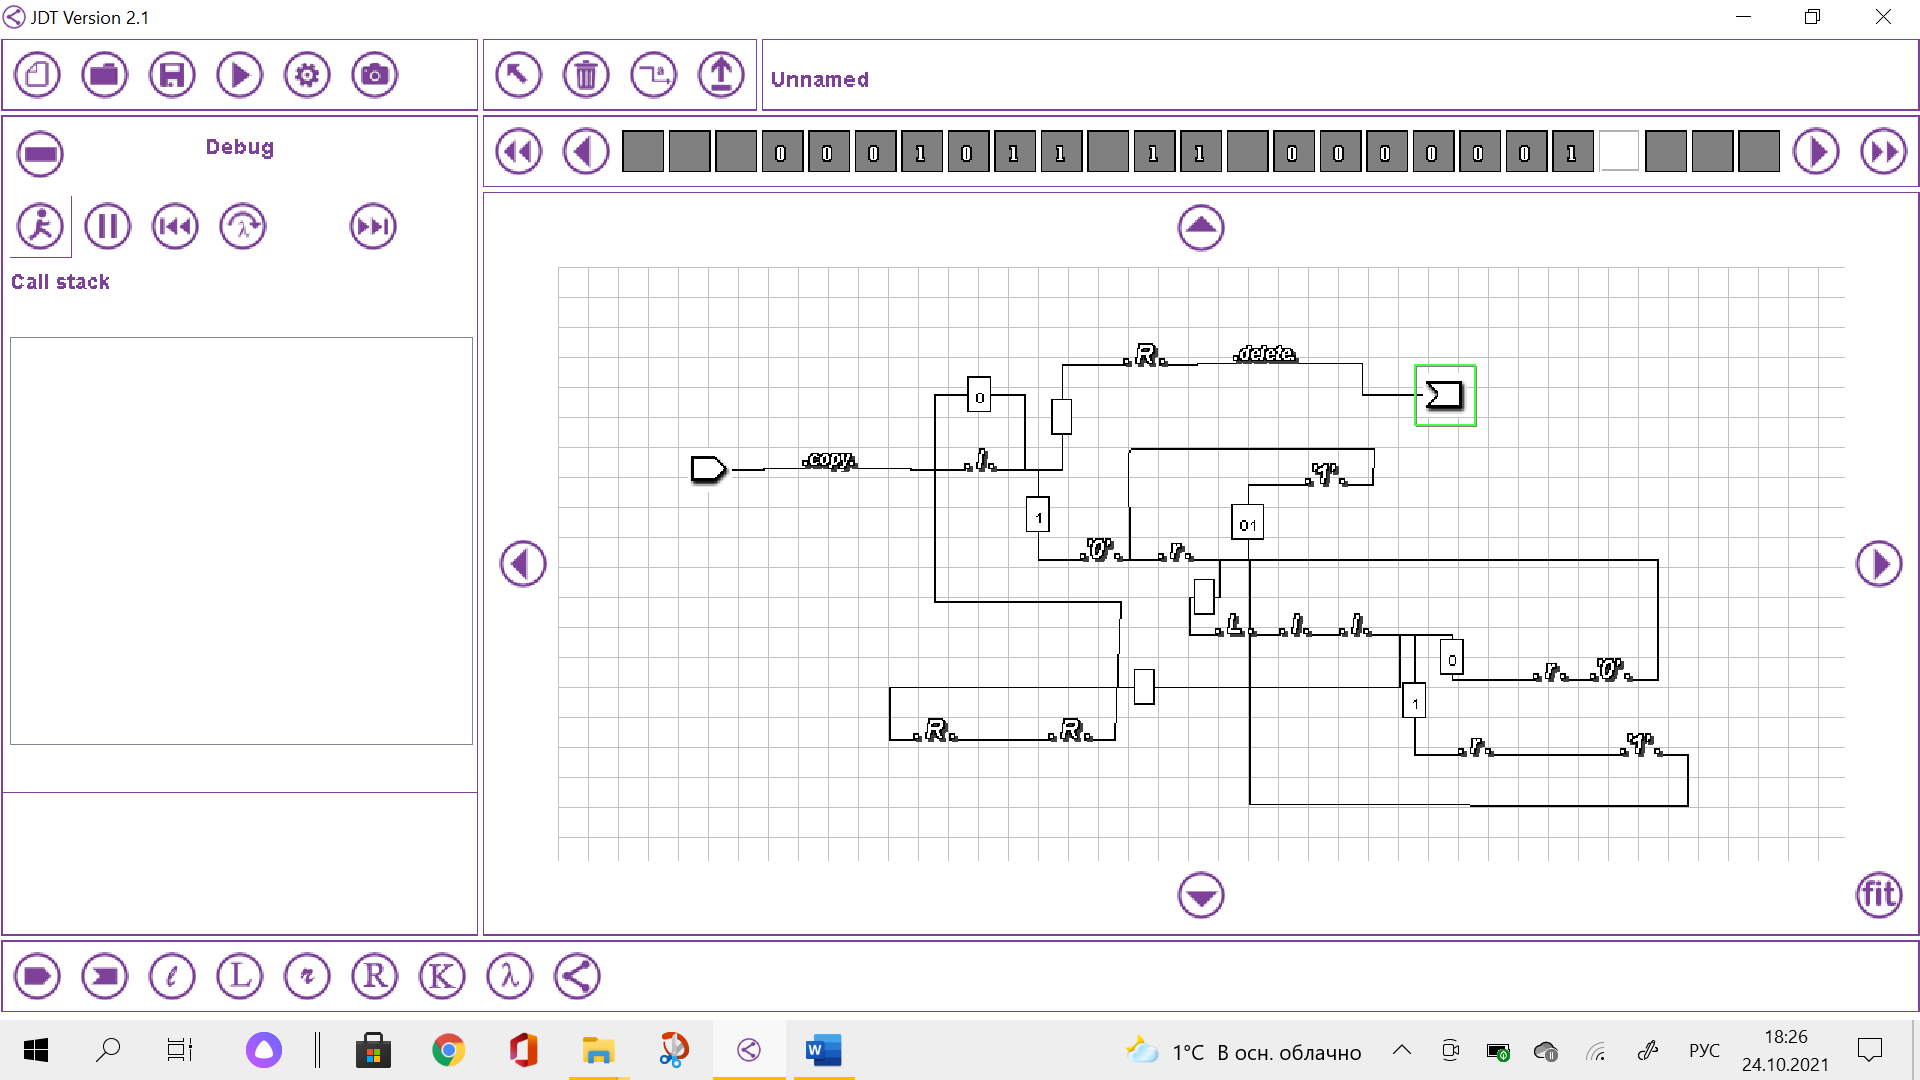 JDT Version 2.1
Unnamed
Debug
0 0 0 1 0 1 1 1 1 0 0 0 0 0 0 1
λ
Call stack
.R. .delete.
0
.copy. .l.
.'1'.
1 01
.'0'. .r.
.L. .l. .l.
0
.r. .'0'.
1
.R. .R.
.r. .'1'.
fit
l L r R K λ
1°C В осн. облачно
РУС
18:26
24.10.2021